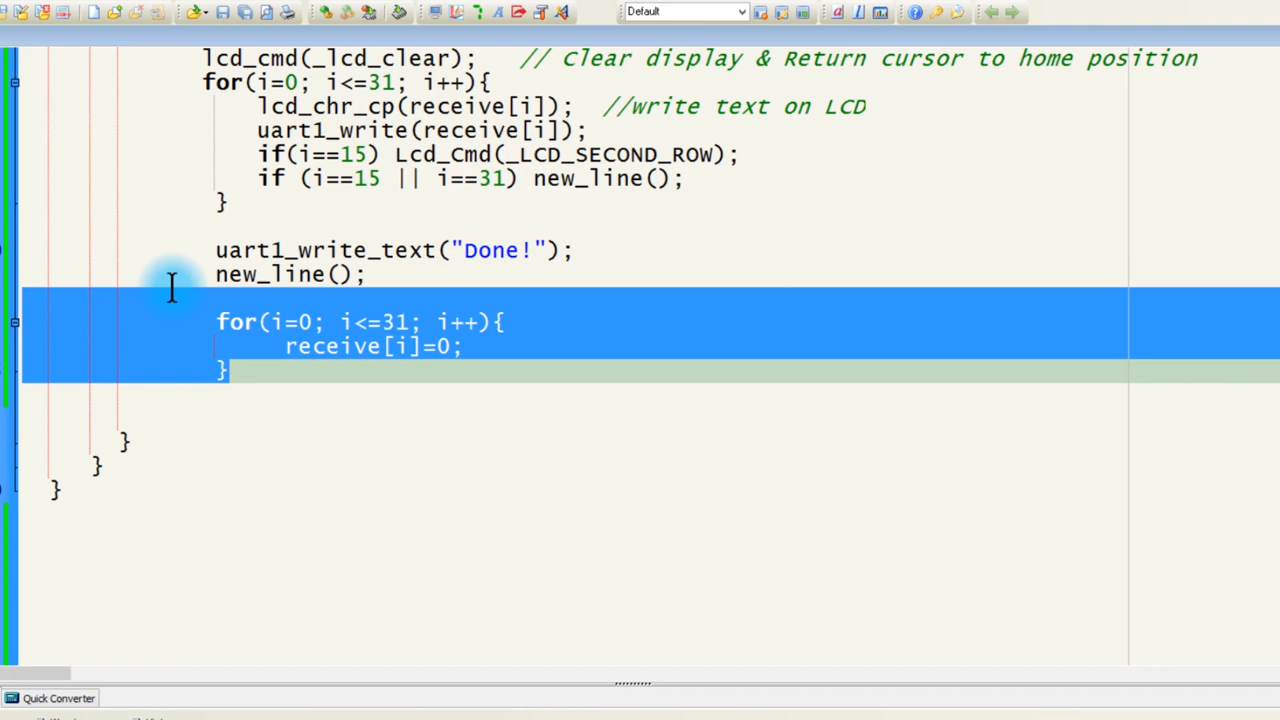 Default
lcd_cmd(_lcd_clear);   // Clear display & Return cursor to home position
for(i=0; i<=31; i++){
lcd_chr_cp(receive[i]);  //write text on LCD
uart1_write(receive[i]);
if(i==15) Lcd_Cmd(_LCD_SECOND_ROW);
if (i==15 || i==31) new_line();
}
uart1_write_text("Done!");
new_line();
for(i=0; i<=31; i++){
receive[i]=0;
}
}
}
}
Quick Converter